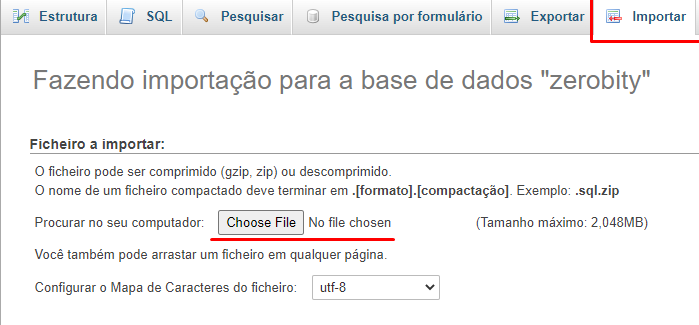 Estrutura SQL Pesquisar Pesquisa por formulário Exportar Importar
Fazendo importação para a base de dados "zerobity"
Ficheiro a importar:
O ficheiro pode ser comprimido (gzip, zip) ou descomprimido.
O nome de um ficheiro compactado deve terminar em .[formato].[compactação]. Exemplo: .sql.zip
Procurar no seu computador: Choose File No file chosen (Tamanho máximo: 2,048MB)
Você também pode arrastar um ficheiro em qualquer página.
Configurar o Mapa de Caracteres do ficheiro: utf-8